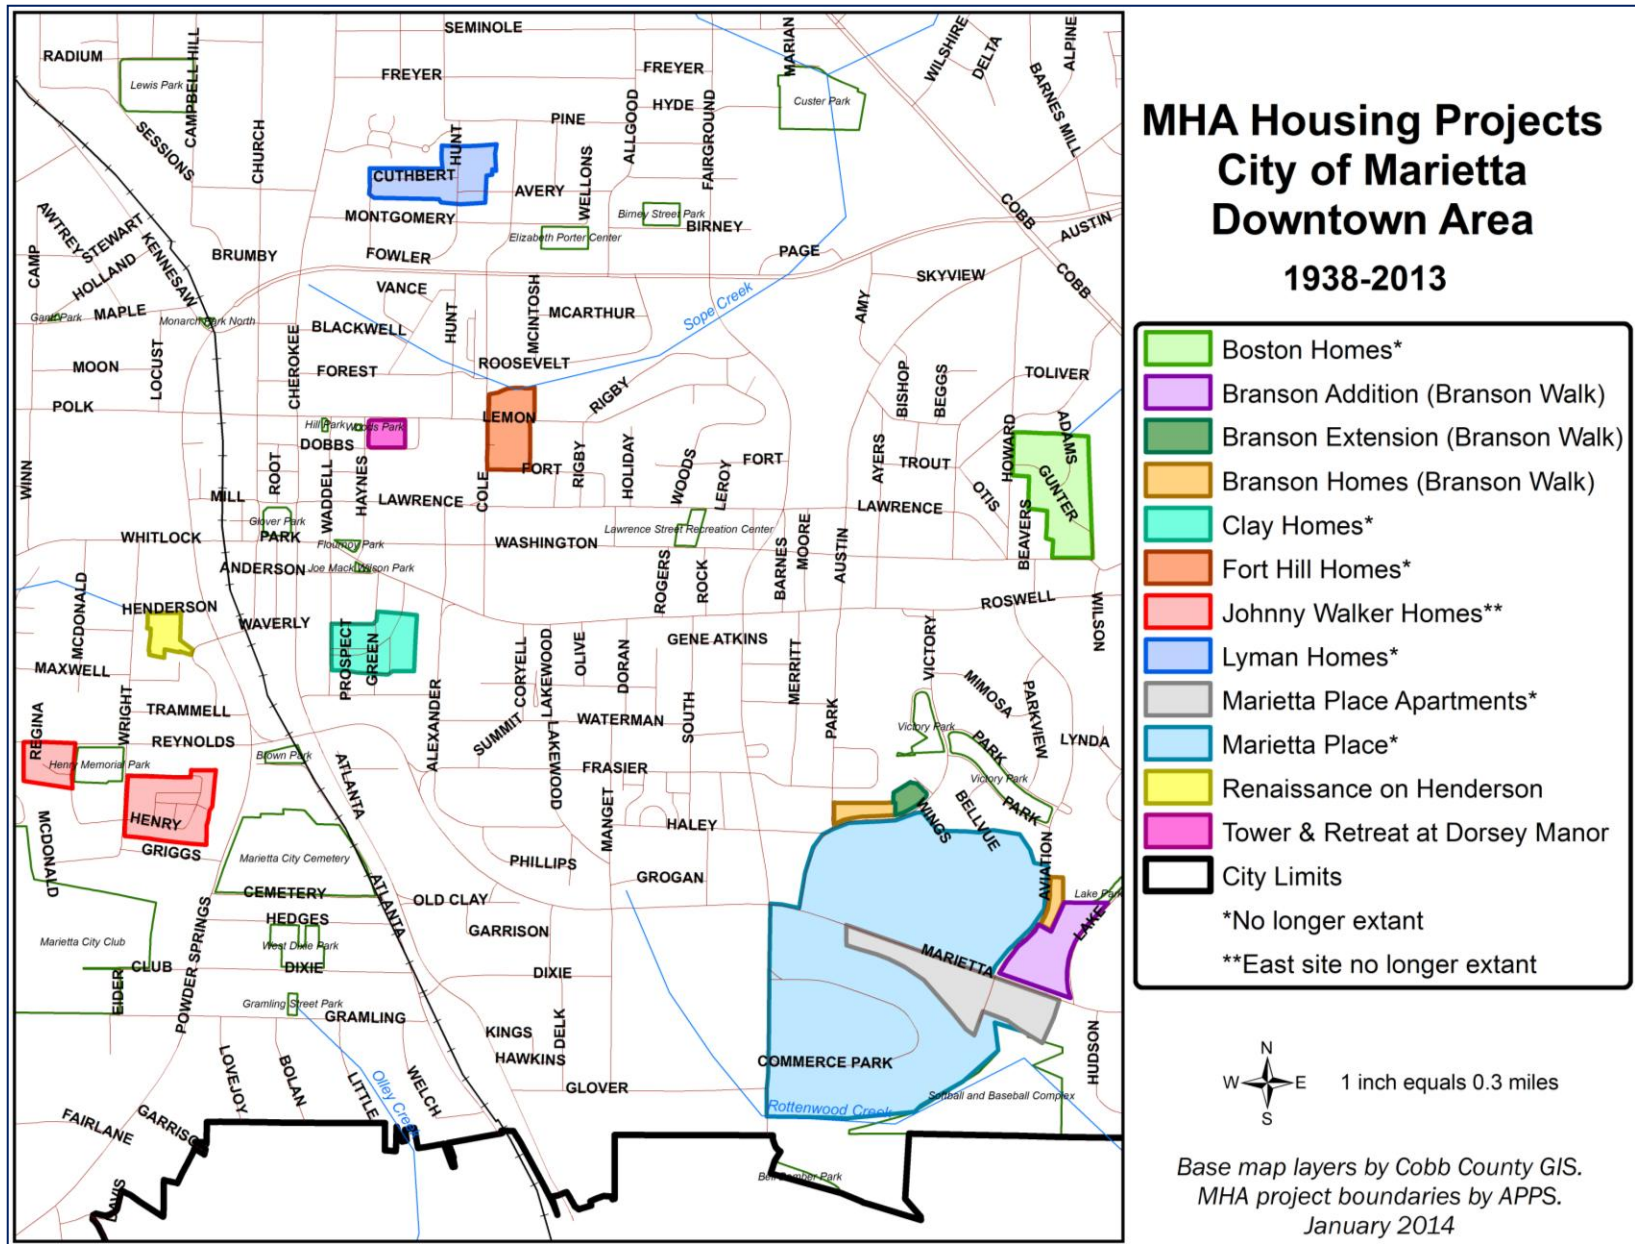 MHA Housing Projects
City of Marietta
Downtown Area
1938-2013
Boston Homes*
Branson Addition (Branson Walk)
Branson Extension (Branson Walk)
Branson Homes (Branson Walk)
Clay Homes*
Fort Hill Homes*
Johnny Walker Homes**
Lyman Homes*
Marietta Place Apartments*
Marietta Place*
Renaissance on Henderson
Tower & Retreat at Dorsey Manor
City Limits
*No longer extant
**East site no longer extant
N
W
E
S
1 inch equals 0.3 miles
Base map layers by Cobb County GIS.
MHA project boundaries by APPS.
January 2014
SEMINOLE
RADIUM
CAMPBELL HILL
Lewis Park
FREYER
FREYER
MARIAN
WILSHIRE
DELTA
ALPINE
BARNES MILL
HYDE
Custer Park
SESSIONS
CHURCH
HUNT
PINE
ALLGOOD
FAIRGROUND
CUTHBERT
AVERY
WELLONS
MONTGOMERY
Birney Street Park
BIRNEY
Elizabeth Porter Center
COBB
AUSTIN
AWTREY
STEWART
KENNESAW
CAMP
HOLLAND
BRUMBY
FOWLER
PAGE
SKYVIEW
COBB
VANCE
MCINTOSH
MCARTHUR
Sope Creek
AMY
Gantt Park
MAPLE
Monarch Park North
BLACKWELL
HUNT
CHEROKEE
MOON
LOCUST
FOREST
ROOSEVELT
TOLIVER
BISHOP
BEGGS
RIGBY
POLK
LEMON
Hill Park
Woods Park
DOBBS
HOWARD
ADAMS
WINN
ROOT
WADDELL
HAYNES
FORT
RIGBY
HOLIDAY
WOODS
LEROY
FORT
AYERS
TROUT
GUNTER
OTIS
MILL
LAWRENCE
COLE
LAWRENCE
Glover Park
PARK
Lawrence Street Recreation Center
WHITLOCK
Flournoy Park
WASHINGTON
MOORE
AUSTIN
BEAVERS
ANDERSON
Joe Mack Wilson Park
ROGERS
ROCK
BARNES
MCDONALD
HENDERSON
WAVERLY
ROSWELL
WILSON
PROSPECT
GREEN
CORYELL
LAKEWOOD
OLIVE
DORAN
GENE ATKINS
MERRITT
VICTORY
MAXWELL
MIMOSA
PARKVIEW
WRIGHT
TRAMMELL
ALEXANDER
SUMMIT
WATERMAN
SOUTH
PARK
Victory Park
REGINA
REYNOLDS
Brown Park
LAKEWOOD
PARK
LYNDA
Henry Memorial Park
ATLANTA
FRASIER
Victory Park
PARK
HENRY
MCDONALD
GRIGGS
MANGET
HALEY
WINGS
BELLVUE
Marietta City Cemetery
PHILLIPS
GROGAN
AVIATION
Lake Park
CEMETERY
ATLANTA
OLD CLAY
LAKE
POWDER SPRINGS
HEDGES
GARRISON
Marietta City Club
West Dixie Park
MARIETTA
CLUB
DIXIE
DIXIE
EIDER
Gramling Street Park
GRAMLING
KINGS
DELK
HUDSON
HAWKINS
COMMERCE PARK
LOVEJOY
BOLAN
LITTLE
Olley Creek
WELCH
GLOVER
Softball and Baseball Complex
Rottenwood Creek
FAIRLANE
DAVIS